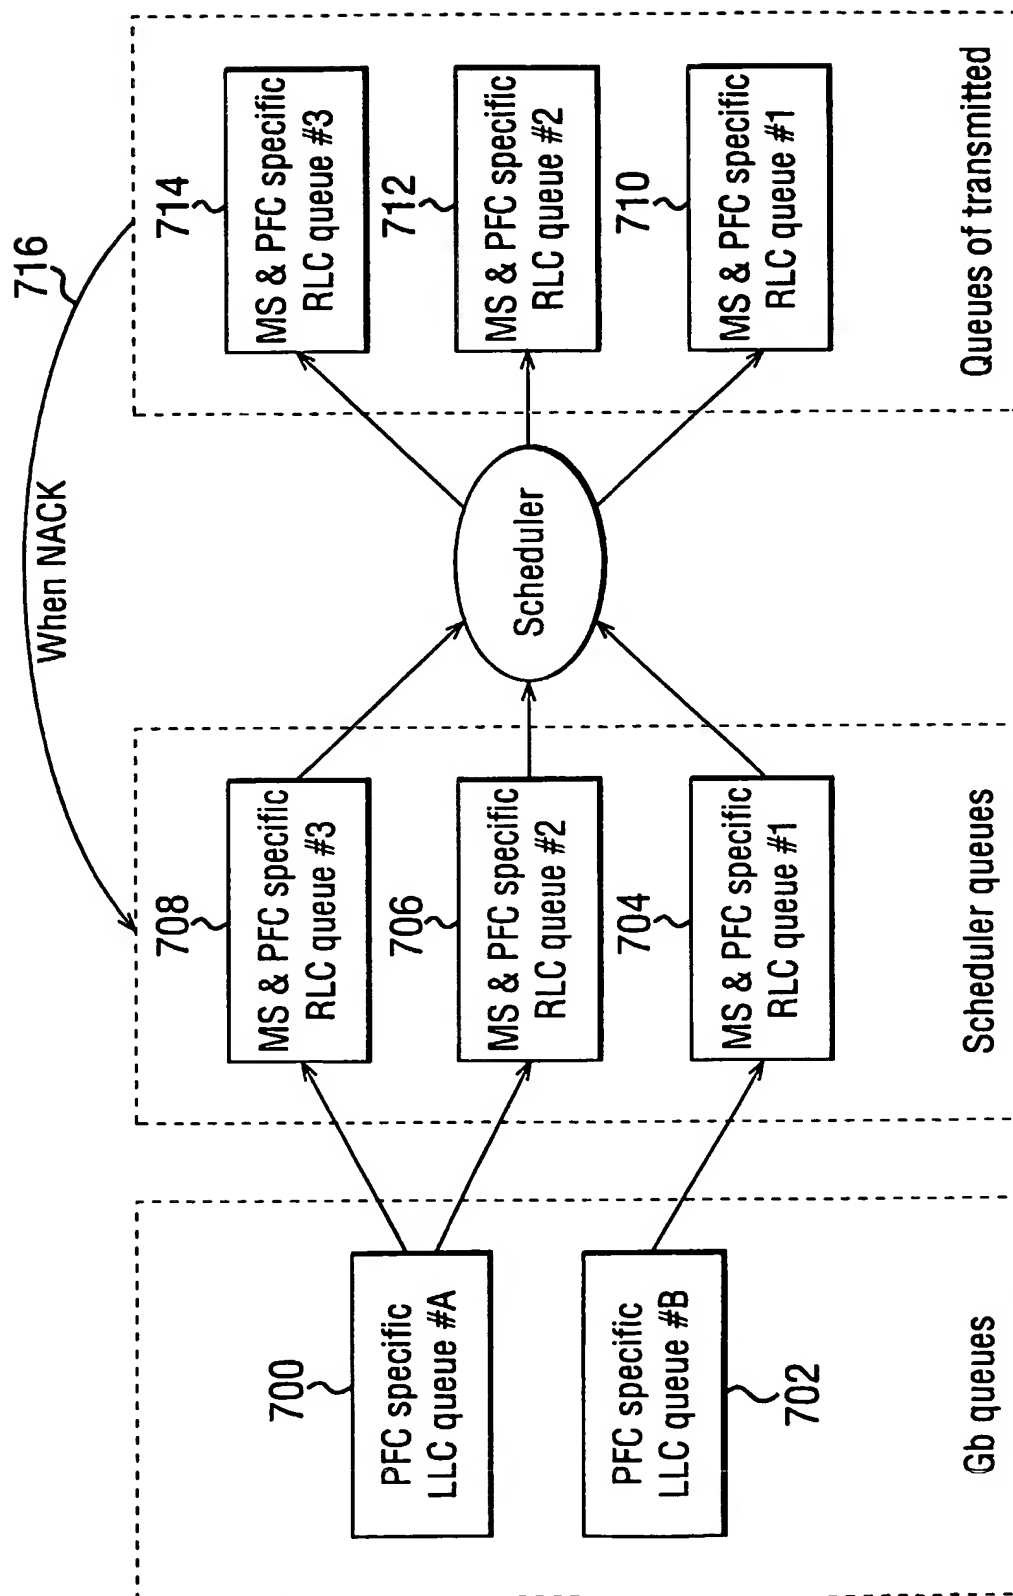 716
When NACK
700
PFC specific
LLC queue #A
PFC specific
LLC queue #B
702
Gb queues
708
MS & PFC specific
RLC queue #3
706
MS & PFC specific
RLC queue #2
704
MS & PFC specific
RLC queue #1
Scheduler queues
Scheduler
714
MS & PFC specific
RLC queue #3
712
MS & PFC specific
RLC queue #2
710
MS & PFC specific
RLC queue #1
Queues of transmitted